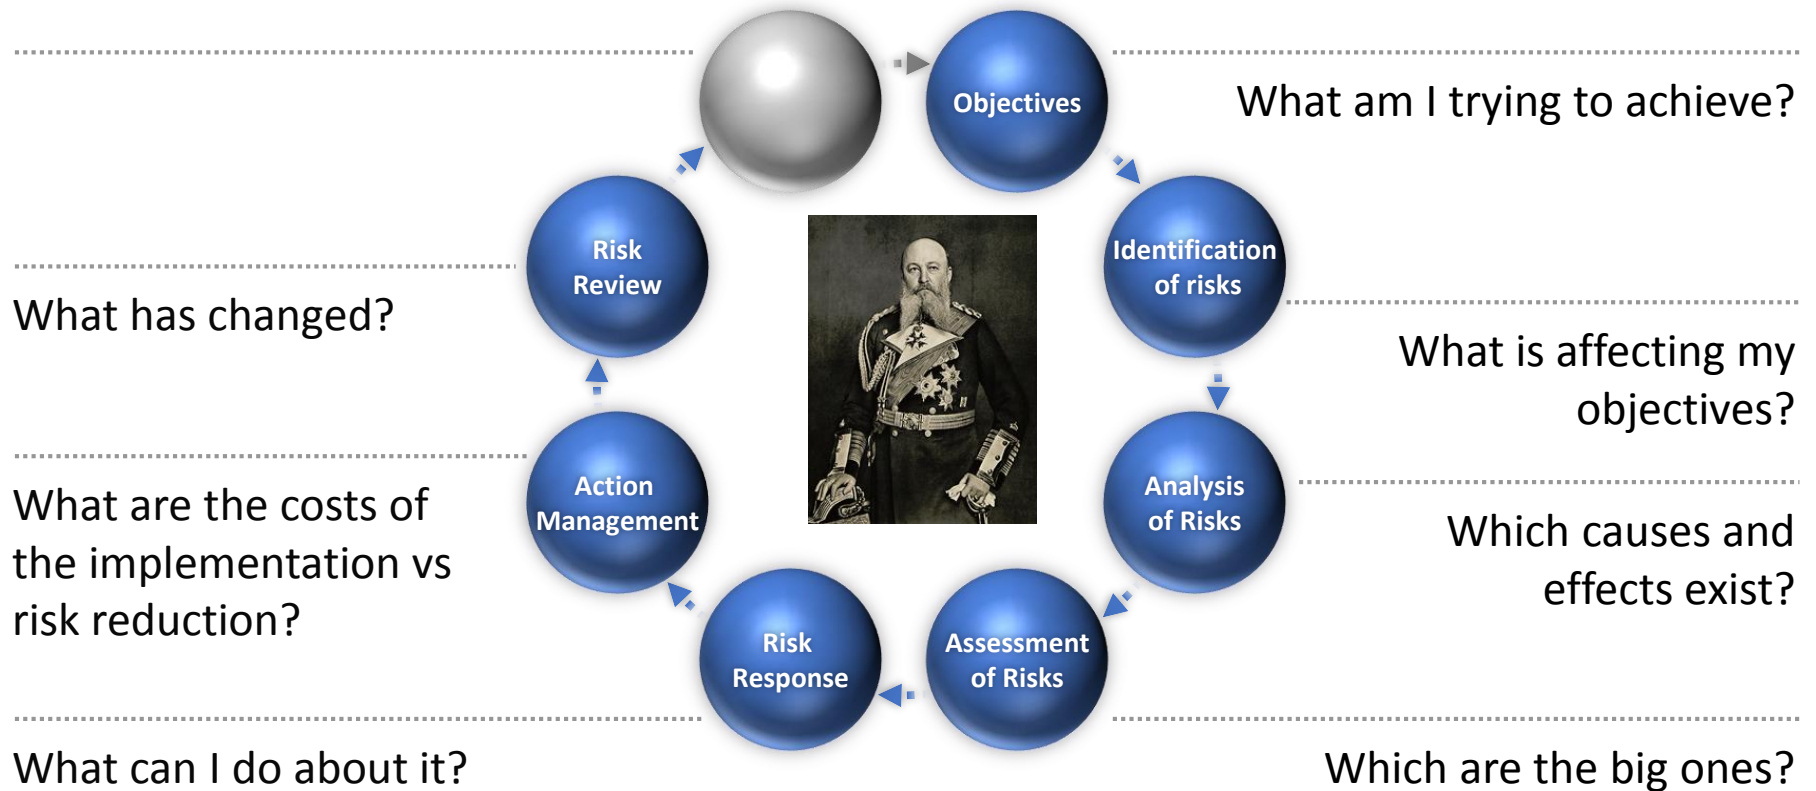 Objectives
What am I trying to achieve?
Identification
of risks
What is affecting my
objectives?
Analysis
of Risks
Which causes and
effects exist?
Assessment
of Risks
Which are the big ones?
Risk
Response
What can I do about it?
Action
Management
What are the costs of
the implementation vs
risk reduction?
Risk
Review
What has changed?